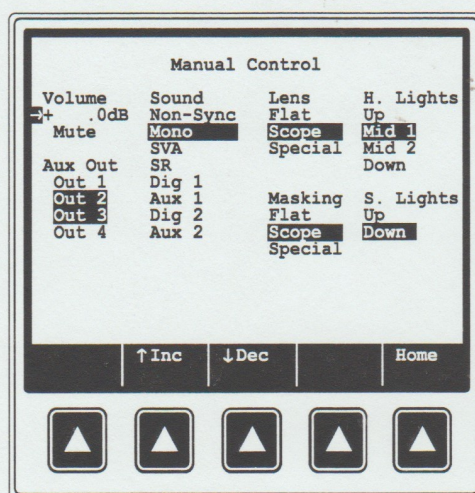 Manual Control
Volume
→+ .0dB
Mute
Aux Out
Out 1
Out 2
Out 3
Out 4
Sound
Non-Sync
Mono
SVA
SR
Dig 1
Aux 1
Dig 2
Aux 2
Lens
Flat
Scope
Special
Masking
Flat
Scope
Special
H. Lights
Up
Mid 1
Mid 2
Down
S. Lights
Up
Down
↑Inc
↓Dec
Home